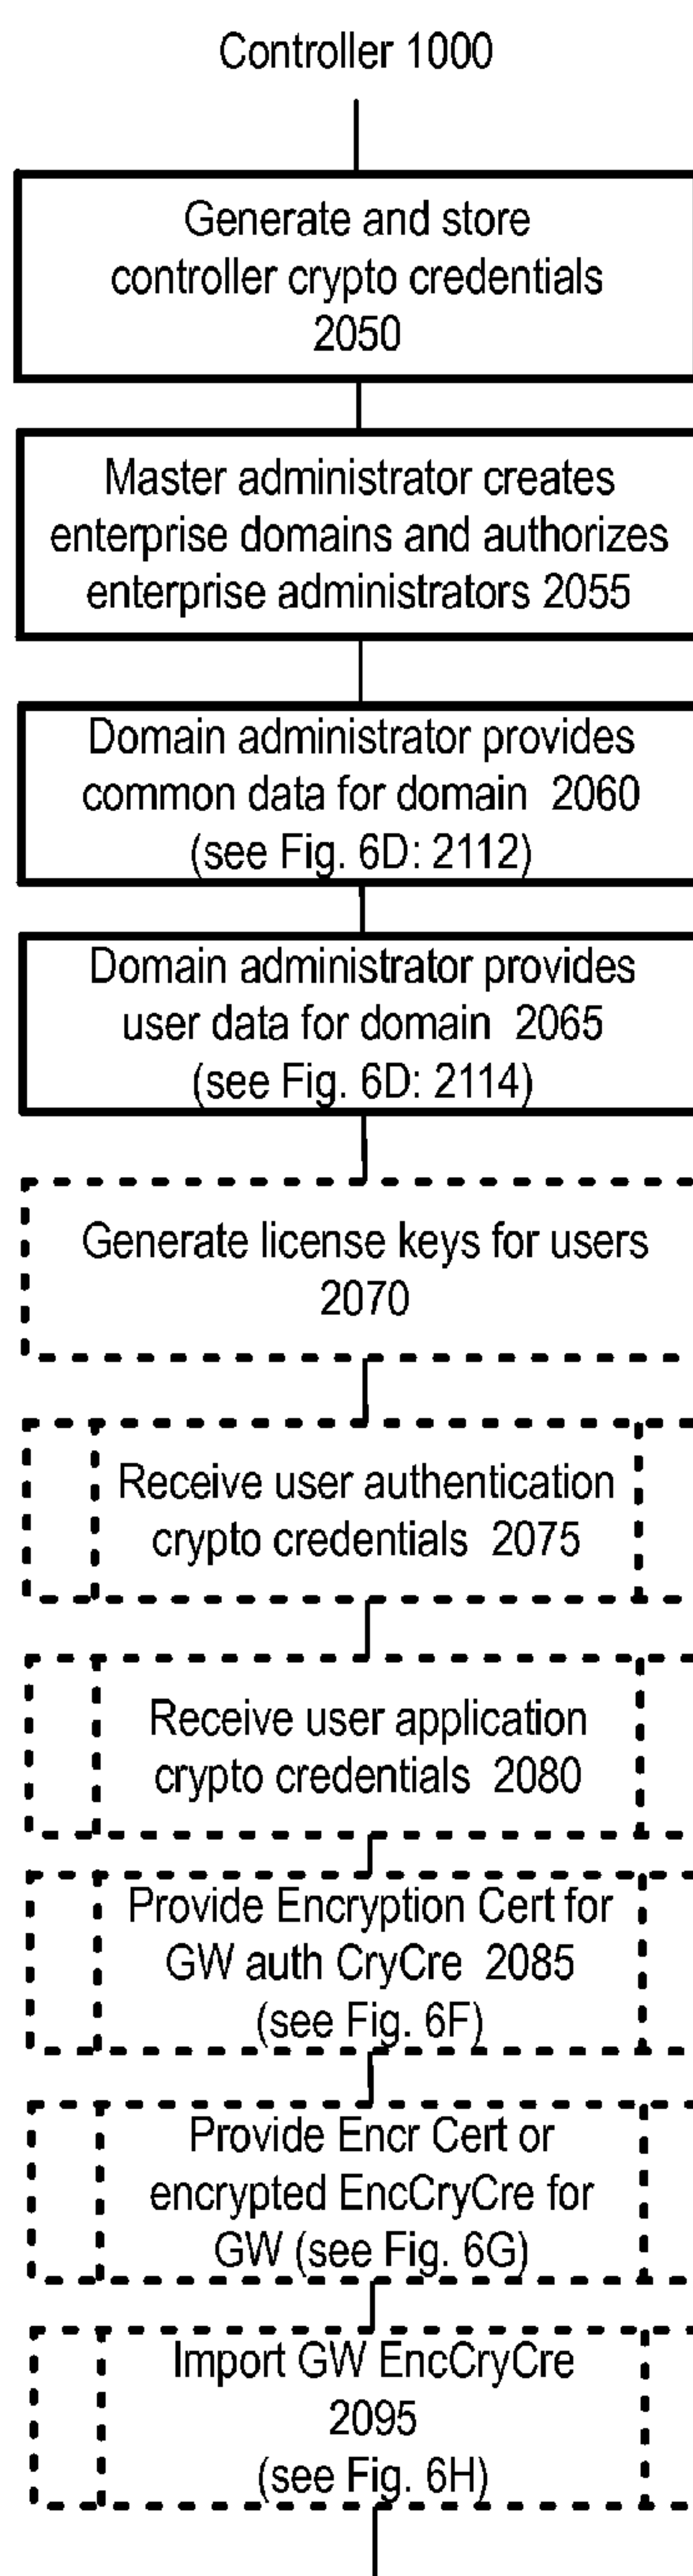 Controller 1000
Generate and store
controller crypto credentials
2050
Master administrator creates
enterprise domains and authorizes
enterprise administrators 2055
Domain administrator provides
common data for domain 2060
(see Fig. 6D: 2112)
Domain administrator provides
user data for domain 2065
(see Fig. 6D: 2114)
Generate license keys for users
2070
Receive user authentication
crypto credentials 2075
Receive user application
crypto credentials 2080
Provide Encryption Cert for
GW auth CryCre 2085
(see Fig. 6F)
Provide Encr Cert or
encrypted EncCryCre for
GW (see Fig. 6G)
Import GW EncCryCre
2095
(see Fig. 6H)